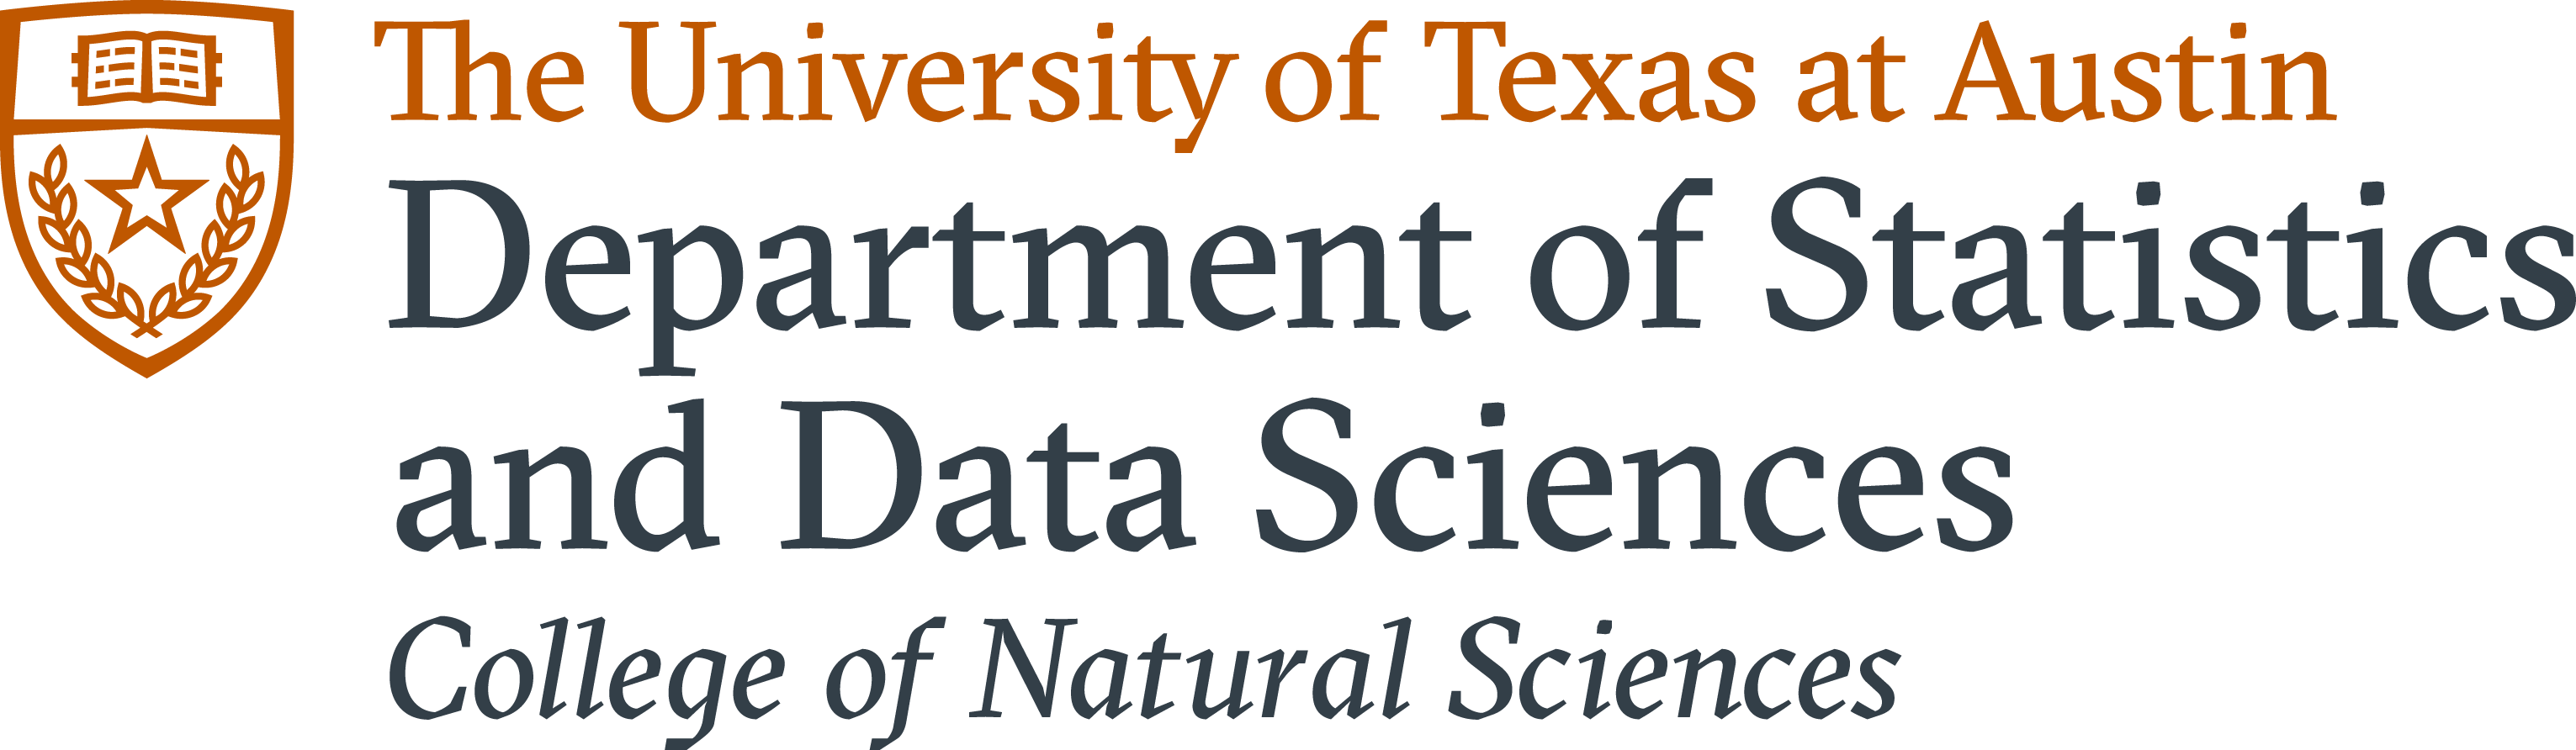 The University of Texas at Austin
Department of Statistics
and Data Sciences
College of Natural Sciences